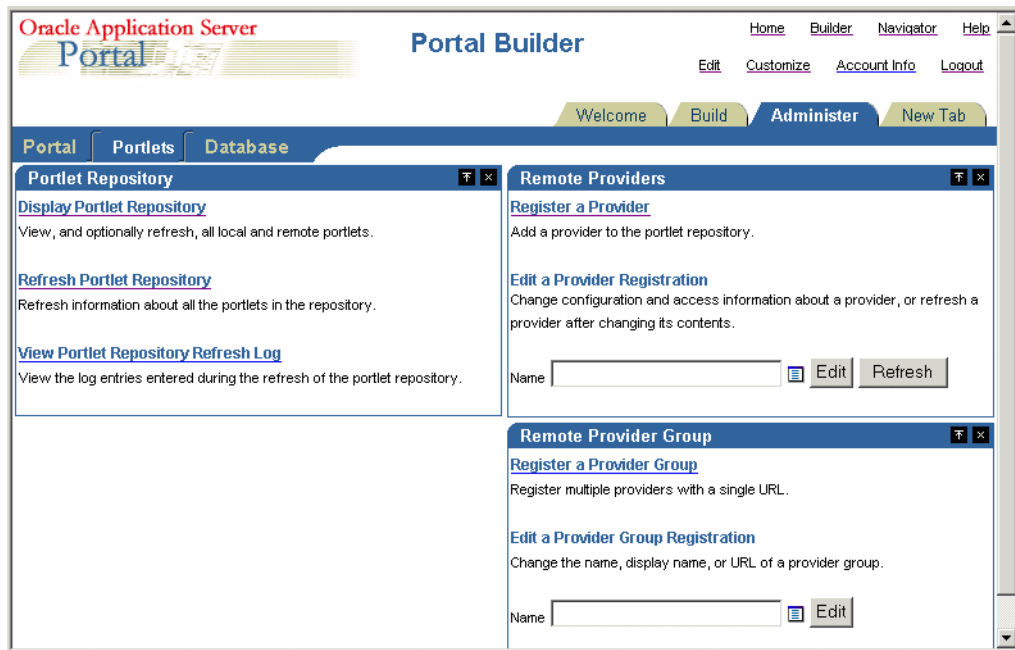 Oracle Application Server
Portal
Portal Builder
Home Builder Navigator Help
Edit Customize Account Info Logout
Welcome Build Administer New Tab
Portal Portlets Database
Portlet Repository
Display Portlet Repository
View, and optionally refresh, all local and remote portlets.
Refresh Portlet Repository
Refresh information about all the portlets in the repository.
View Portlet Repository Refresh Log
View the log entries entered during the refresh of the portlet repository.
Remote Providers
Register a Provider
Add a provider to the portlet repository.
Edit a Provider Registration
Change configuration and access information about a provider, or refresh a
provider after changing its contents.
Name Edit Refresh
Remote Provider Group
Register a Provider Group
Register multiple providers with a single URL.
Edit a Provider Group Registration
Change the name, display name, or URL of a provider group.
Name Edit